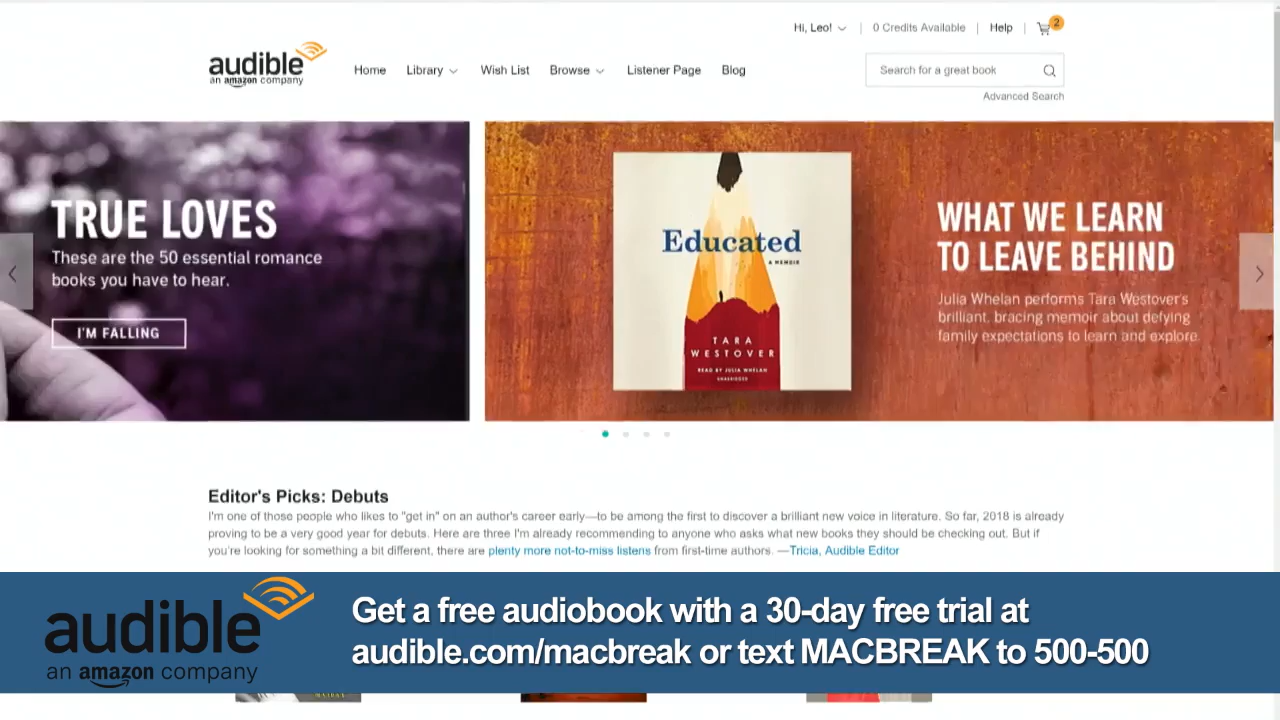 Hi, Leo!
0 Credits Available
Help
2
audible
an amazon company
Home
Library
Wish List
Browse
Listener Page
Blog
Search for a great book
Advanced Search
TRUE LOVES
These are the 50 essential romance
books you have to hear.
I'M FALLING
Educated
A MEMOIR
TARA
WESTOVER
READ BY JULIA WHELAN
UNABRIDGED
WHAT WE LEARN
TO LEAVE BEHIND
Julia Whelan performs Tara Westover's
brilliant, bracing memoir about defying
family expectations to learn and explore.
Editor's Picks: Debuts
I'm one of those people who likes to "get in" on an author's career early—to be among the first to discover a brilliant new voice in literature. So far, 2018 is already
proving to be a very good year for debuts. Here are three I'm already recommending to anyone who asks what new books they should be checking out. But if
you're looking for something a bit different, there are plenty more not-to-miss listens from first-time authors. —Tricia, Audible Editor
audible
an amazon company
Get a free audiobook with a 30-day free trial at
audible.com/macbreak or text MACBREAK to 500-500